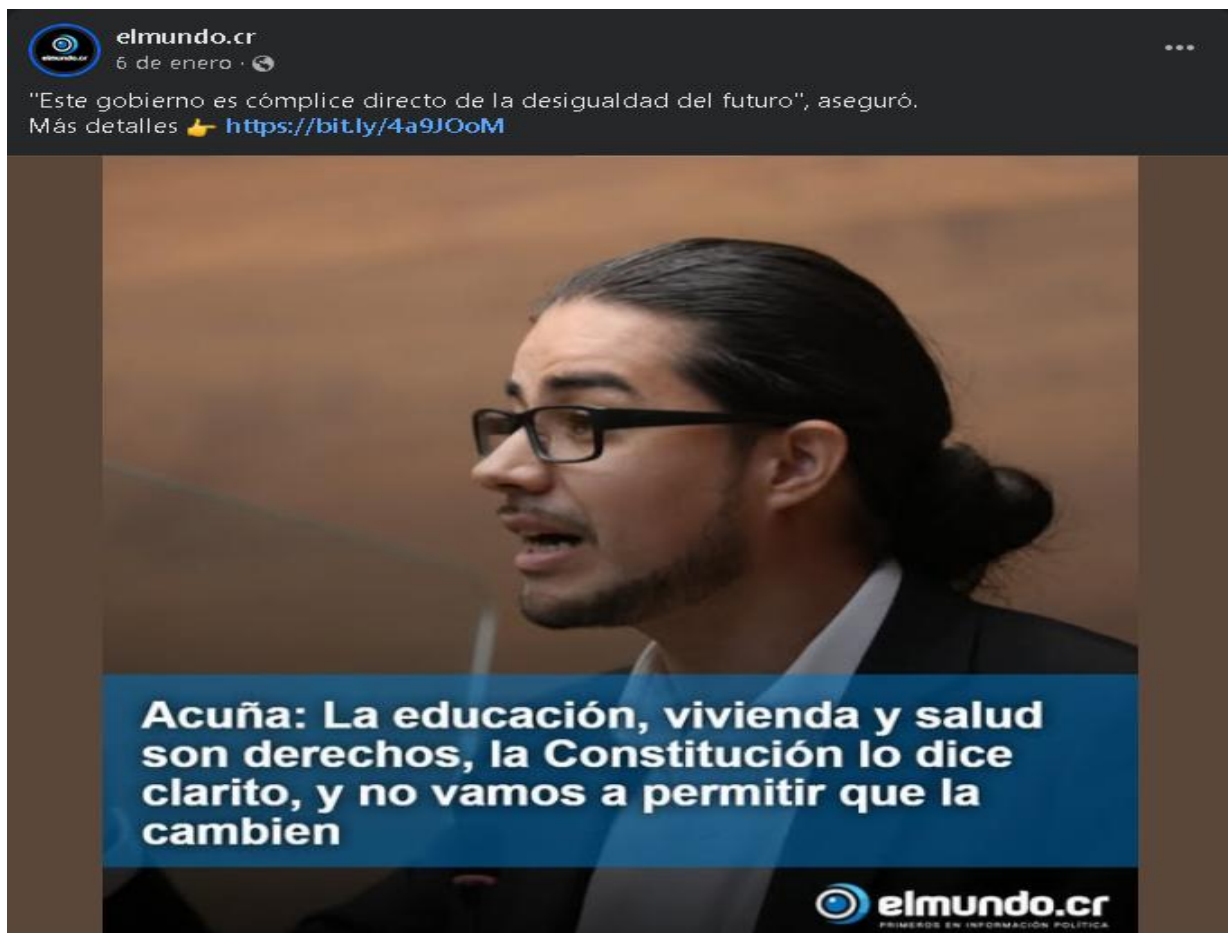 elmundo.cr
6 de enero ·
"Este gobierno es cómplice directo de la desigualdad del futuro", aseguró.
Más detalles 👉 https://bit.ly/4a9JOoM
Acuña: La educación, vivienda y salud
son derechos, la Constitución lo dice
clarito, y no vamos a permitir que la
cambien
elmundo.cr
PRIMEROS EN INFORMACIÓN POLÍTICA